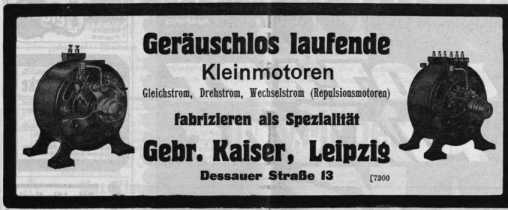 Geräuschlos laufende
Kleinmotoren
Gleichstrom, Drehstrom, Wechselstrom (Repulsionsmotoren)
fabrizieren als Spezialität
Gebr. Kaiser, Leipzig
Dessauer Straße 13 [7300